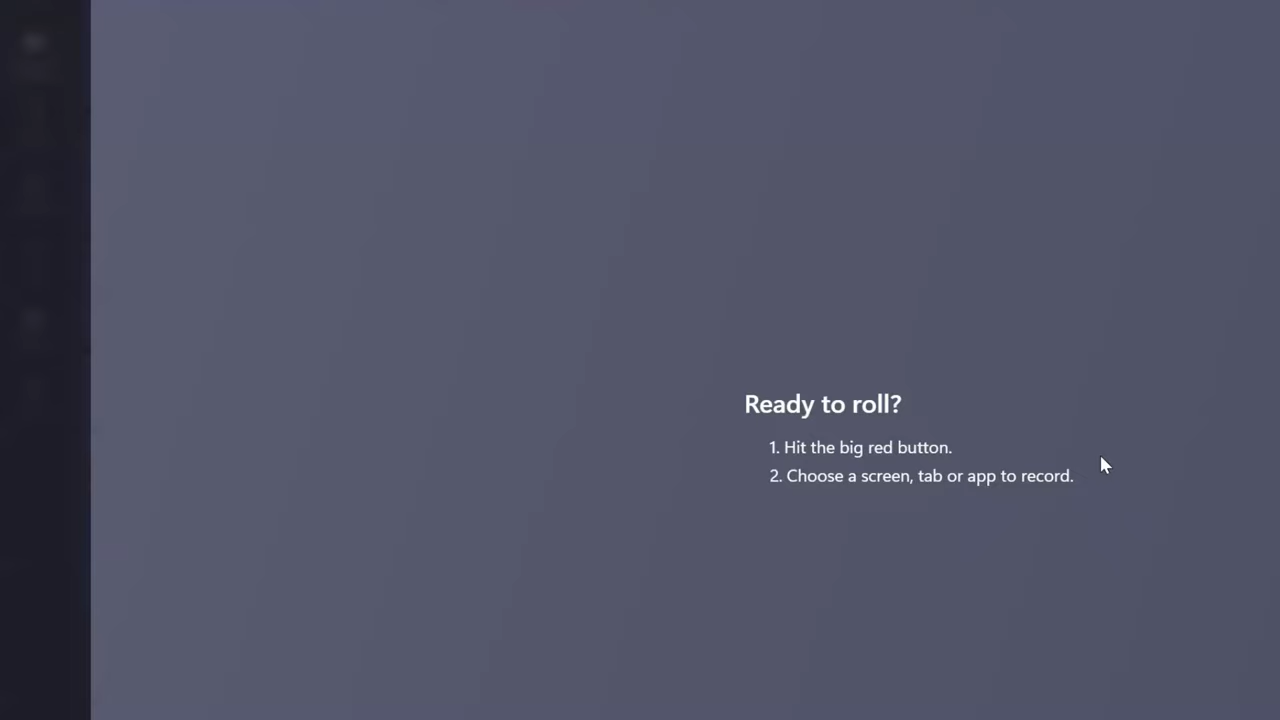 Ready to roll?
1. Hit the big red button.
2. Choose a screen, tab or app to record.